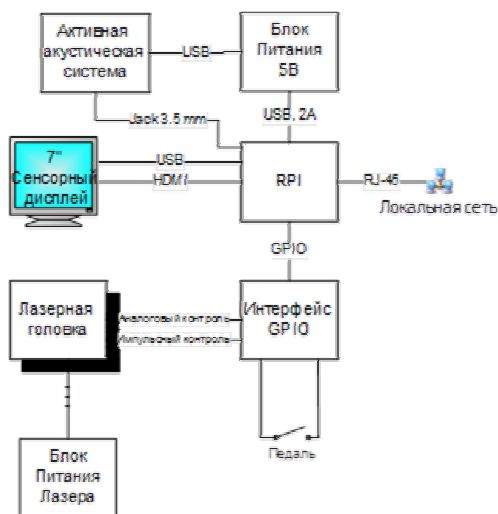 Активная
акустическая
система
USB
Блок
Питания
5В
Jack 3.5 mm
USB, 2A
7"
Сенсорный
дисплей
USB
HDMI
RPI
RJ-45
Локальная сеть
GPIO
Лазерная
головка
Аналоговый контроль
Импульсный контроль
Интерфейс
GPIO
Педаль
Блок
Питания
Лазера